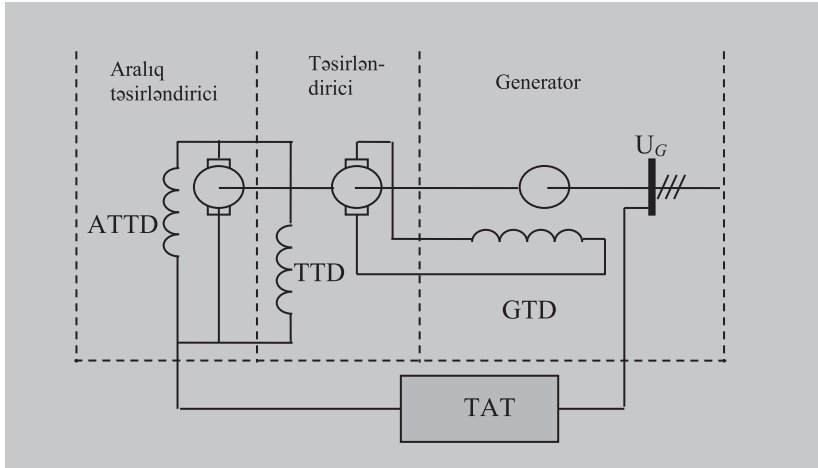 Aralıq
təsirləndirici
Təsirlən-
dirici
Generator
U_G
ATTD
TTD
GTD
TAT